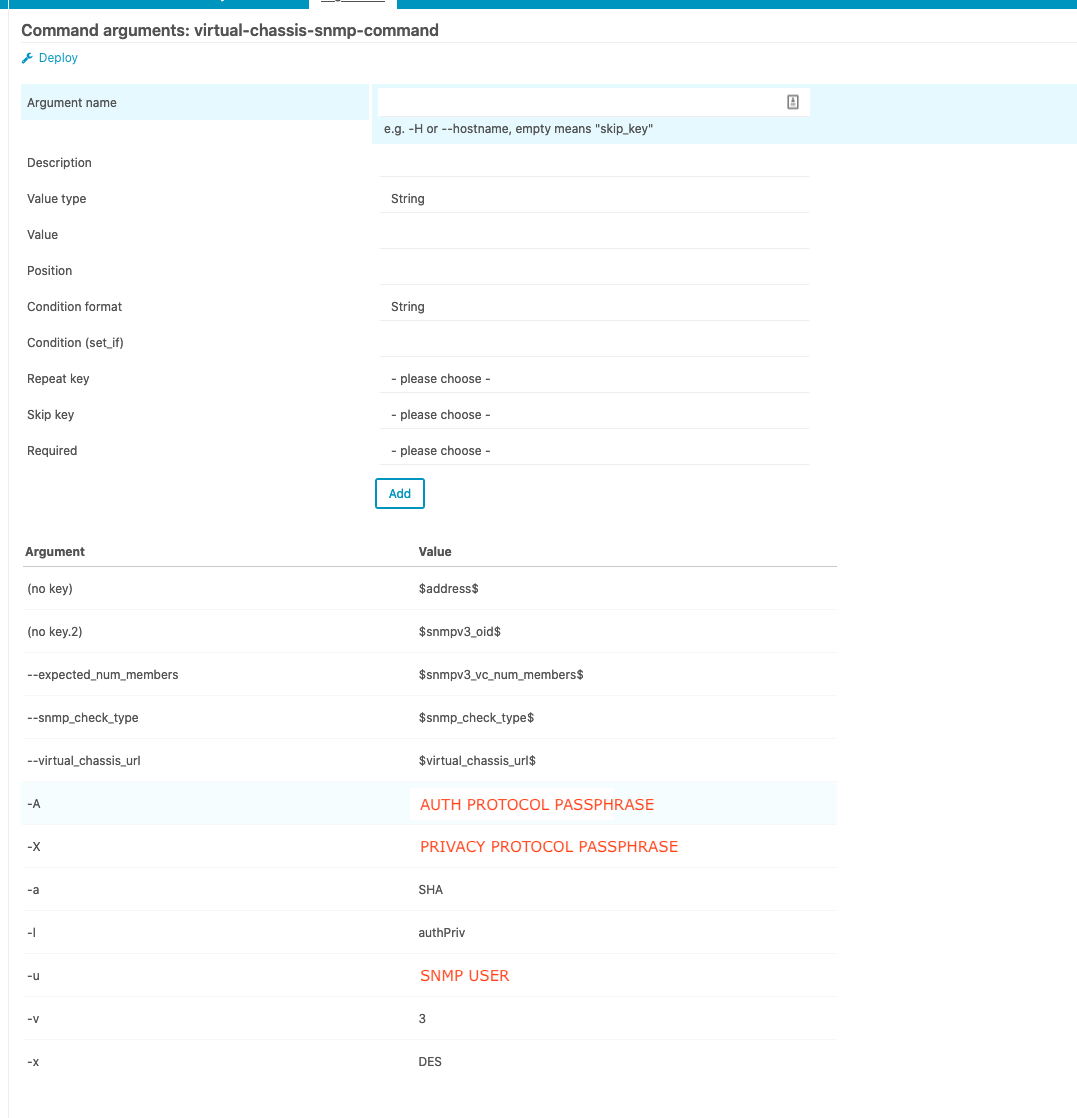 Command arguments: virtual-chassis-snmp-command
Deploy
Argument name
e.g. -H or --hostname, empty means "skip_key"
Description
Value type String
Value
Position
Condition format String
Condition (set_if)
Repeat key - please choose -
Skip key - please choose -
Required - please choose -
Add
Argument Value
(no key) $address$
(no key.2) $snmpv3_oid$
--expected_num_members $snmpv3_vc_num_members$
--snmp_check_type $snmp_check_type$
--virtual_chassis_url $virtual_chassis_url$
-A AUTH PROTOCOL PASSPHRASE
-X PRIVACY PROTOCOL PASSPHRASE
-a SHA
-l authPriv
-u SNMP USER
-v 3
-x DES